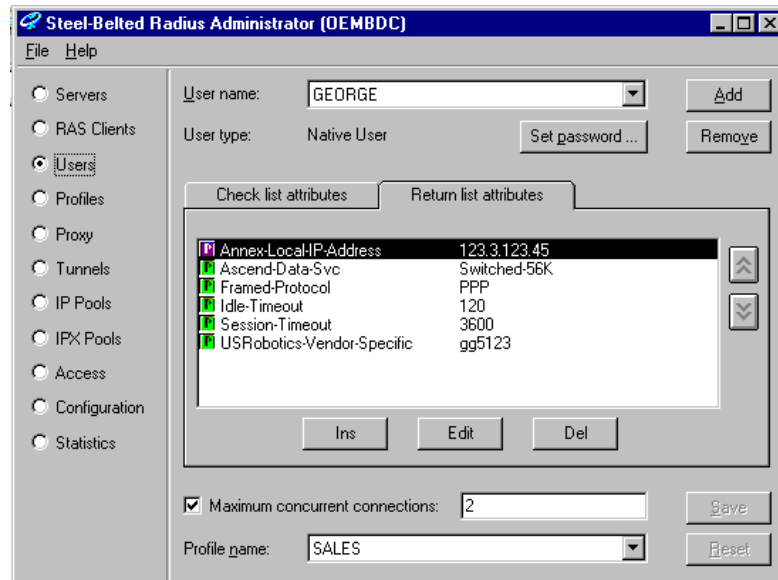 Steel-Belted Radius Administrator (OEMBDC)
File Help
Servers
RAS Clients
Users
Profiles
Proxy
Tunnels
IP Pools
IPX Pools
Access
Configuration
Statistics
User name: GEORGE Add
User type: Native User Set password ... Remove
Check list attributes Return list attributes
P Annex-Local-IP-Address 123.3.123.45
P Ascend-Data-Svc Switched-56K
P Framed-Protocol PPP
P Idle-Timeout 120
P Session-Timeout 3600
P USRobotics-Vendor-Specific gg5123
Ins Edit Del
Maximum concurrent connections: 2 Save
Profile name: SALES Reset